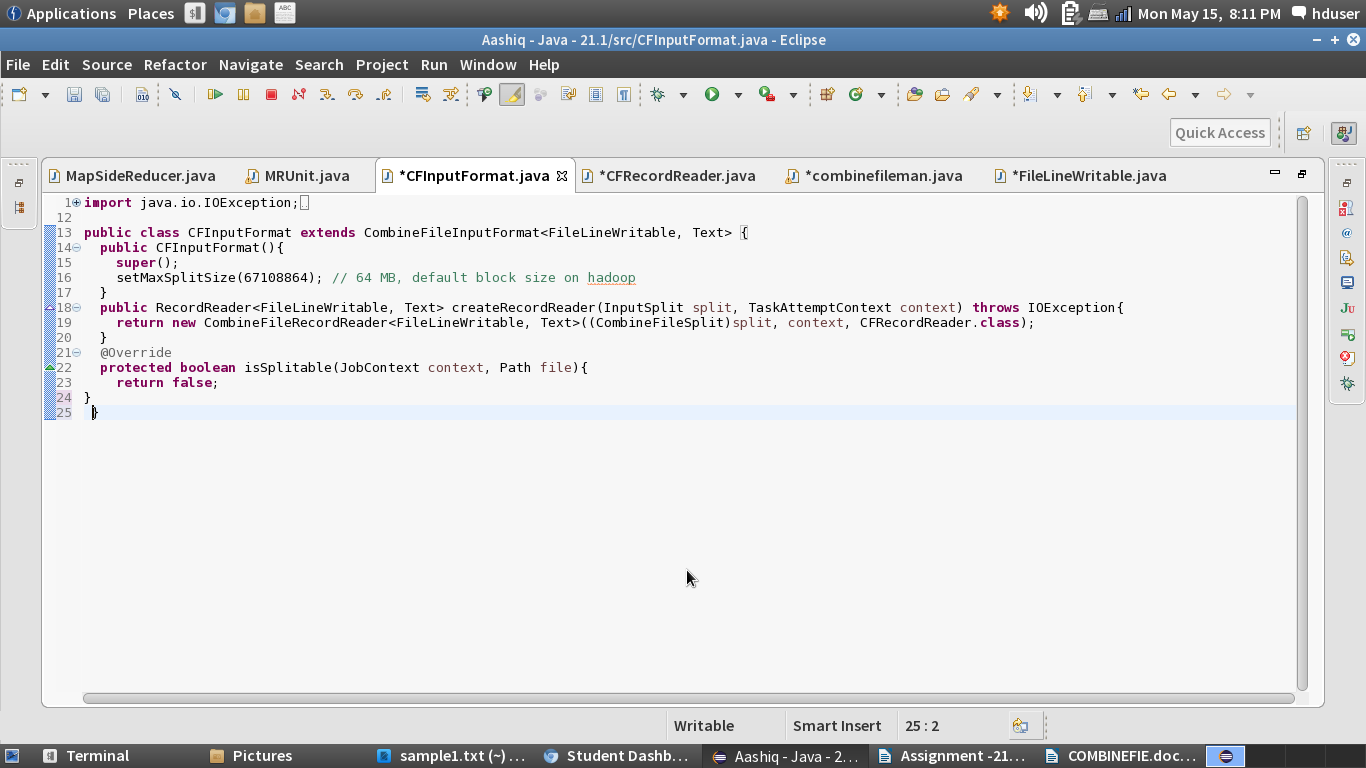 Applications Places Mon May 15, 8:11 PM hduser
Aashiq - Java - 21.1/src/CFInputFormat.java - Eclipse
File Edit Source Refactor Navigate Search Project Run Window Help
Quick Access
MapSideReducer.java MRUnit.java *CFInputFormat.java *CFRecordReader.java *combinefileman.java *FileLineWritable.java
1 import java.io.IOException;
12
13 public class CFInputFormat extends CombineFileInputFormat<FileLineWritable, Text> {
14 public CFInputFormat(){
15 super();
16 setMaxSplitSize(67108864); // 64 MB, default block size on hadoop
17 }
18 public RecordReader<FileLineWritable, Text> createRecordReader(InputSplit split, TaskAttemptContext context) throws IOException{
19 return new CombineFileRecordReader<FileLineWritable, Text>((CombineFileSplit)split, context, CFRecordReader.class);
20 }
21 @Override
22 protected boolean isSplitable(JobContext context, Path file){
23 return false;
24 }
25 }
Writable Smart Insert 25 : 2
Terminal Pictures sample1.txt (~) ... Student Dashb... Aashiq - Java - 2... Assignment -21... COMBINEFIE.doc...